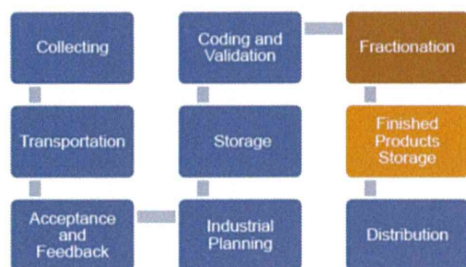 Collecting
Transportation
Acceptance
and
Feedback
Industrial
Planning
Storage
Coding and
Validation
Fractionation
Finished
Products
Storage
Distribution